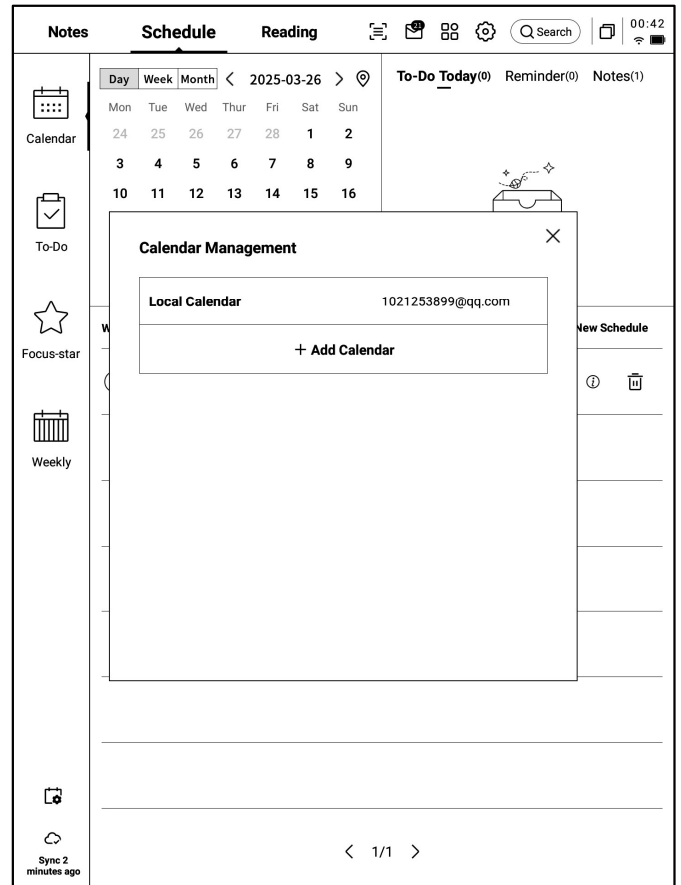 Notes Schedule Reading 21 Search 00:42
Day Week Month 2025-03-26
To-Do Today(0) Reminder(0) Notes(1)
Mon Tue Wed Thur Fri Sat Sun
24 25 26 27 28 1 2
3 4 5 6 7 8 9
10 11 12 13 14 15 16
Calendar
To-Do
Focus-star
Weekly
Calendar Management
Local Calendar 1021253899@qq.com
+ Add Calendar
New Schedule
1/1
Sync 2
minutes ago